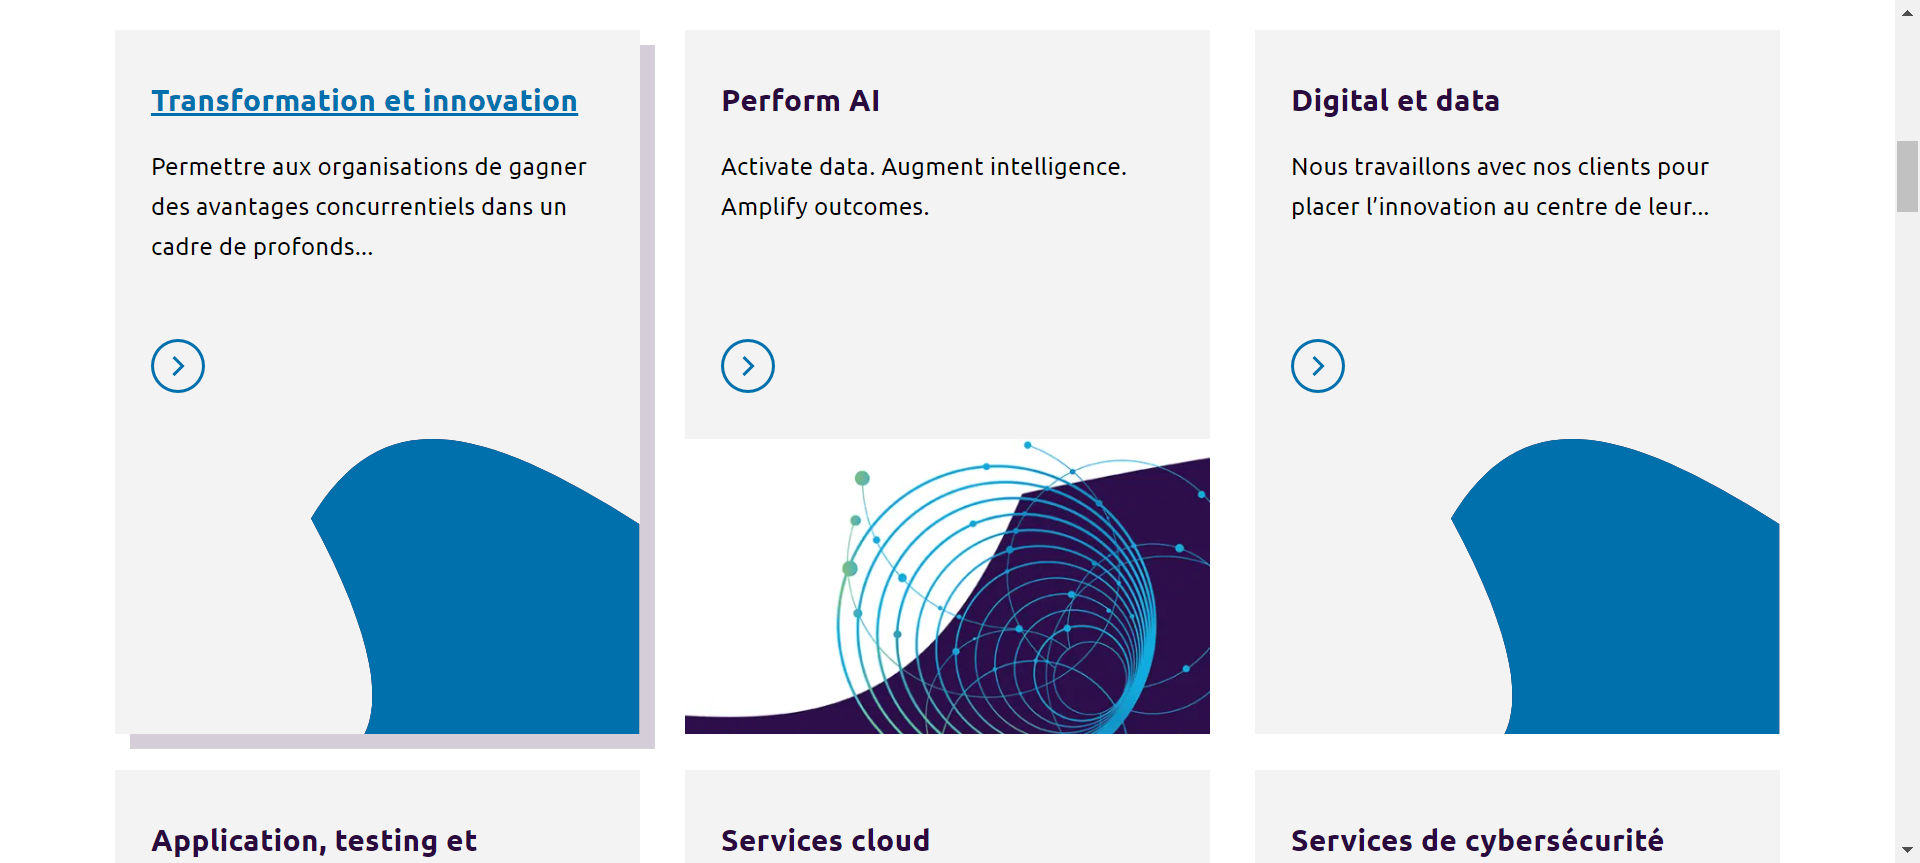 Transformation et innovation
Permettre aux organisations de gagner
des avantages concurrentiels dans un
cadre de profonds...
Perform AI
Activate data. Augment intelligence.
Amplify outcomes.
Digital et data
Nous travaillons avec nos clients pour
placer l’innovation au centre de leur...
Application, testing et
Services cloud
Services de cybersécurité